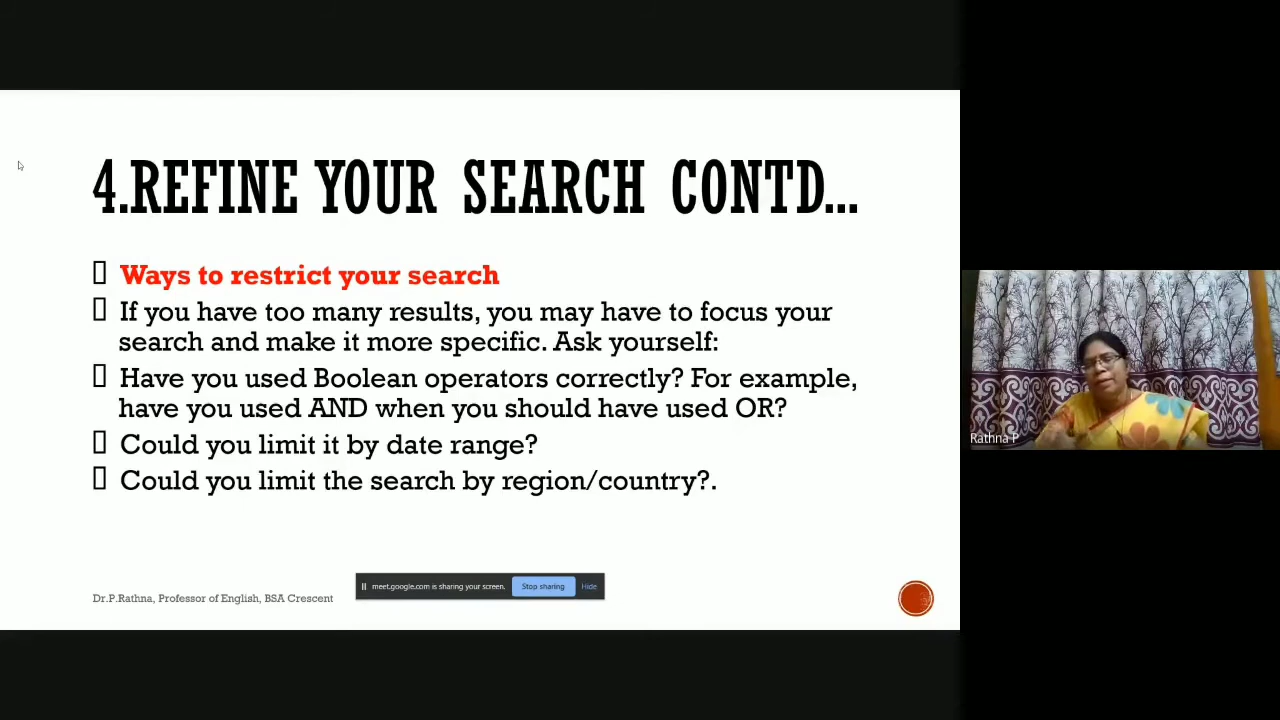 4.REFINE YOUR SEARCH CONTD...
Ways to restrict your search
If you have too many results, you may have to focus your
search and make it more specific. Ask yourself:
Have you used Boolean operators correctly? For example,
have you used AND when you should have used OR?
Could you limit it by date range?
Could you limit the search by region/country?.
Rathna P
meet.google.com is sharing your screen.
Stop sharing
Hide
Dr.P.Rathna, Professor of English, BSA Crescent